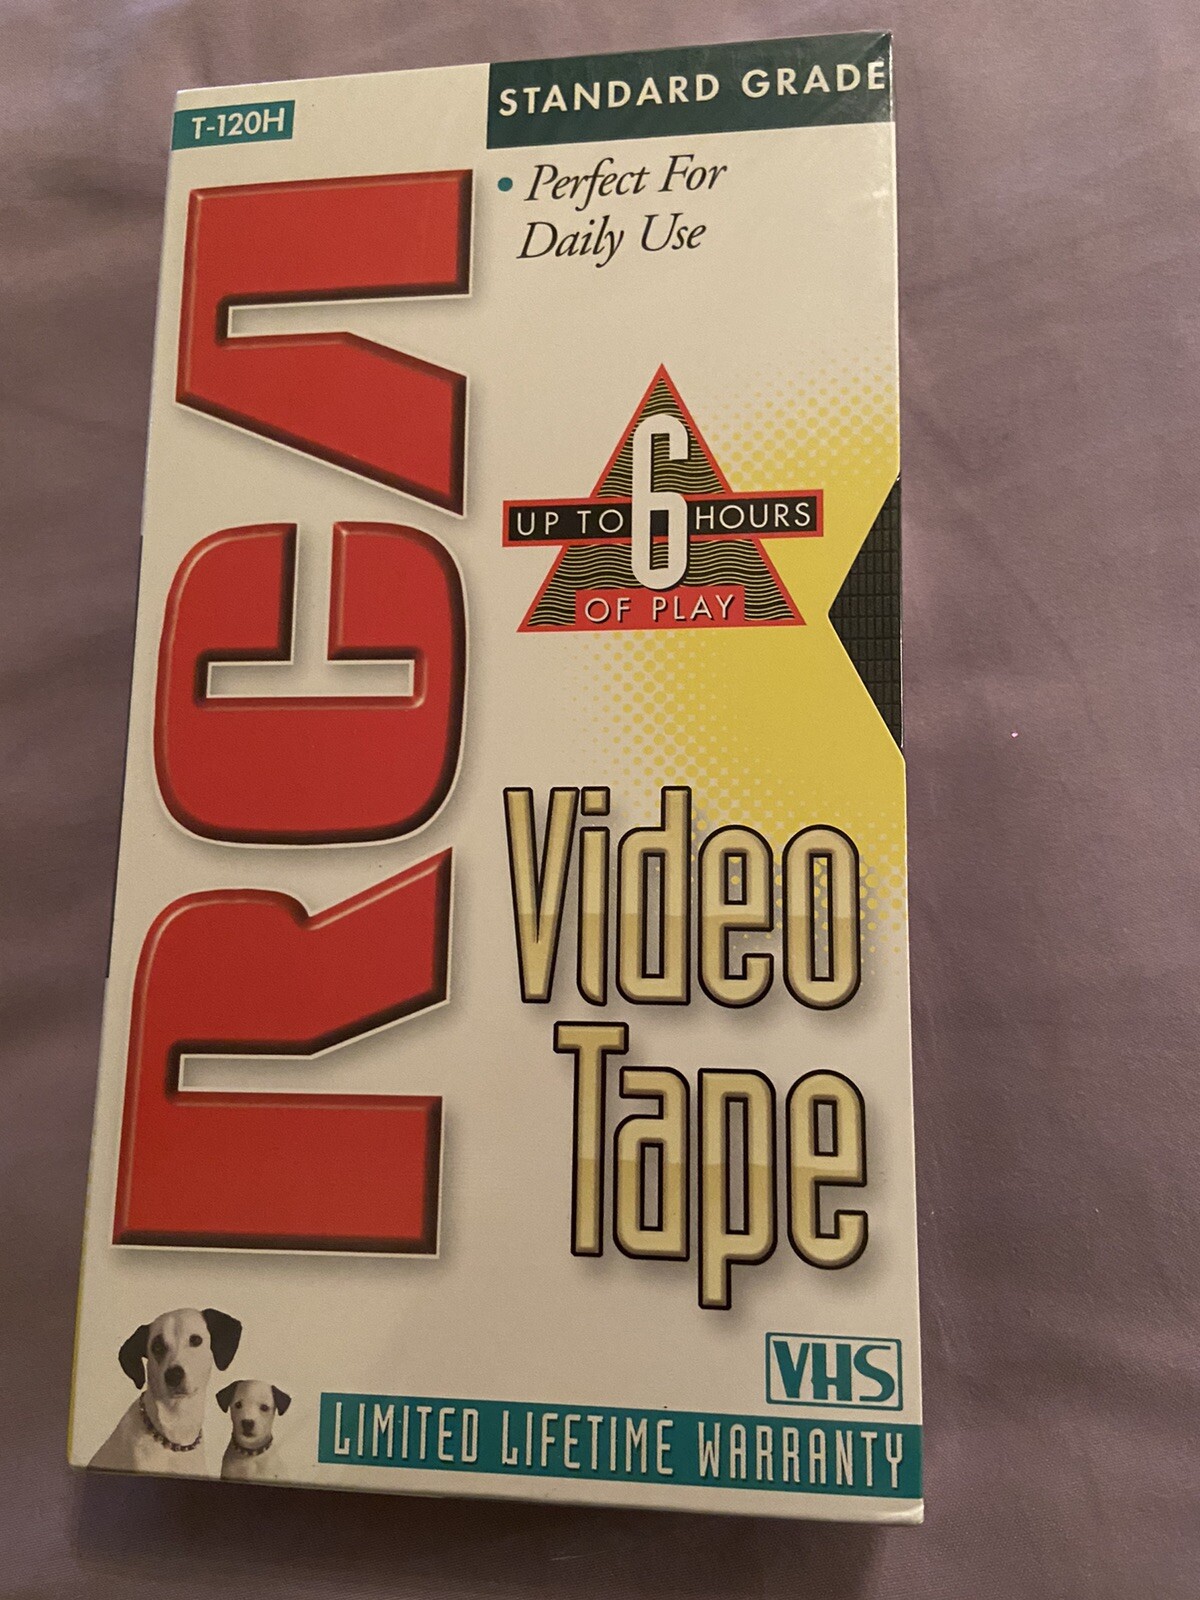 T-120H
STANDARD GRADE
• Perfect For
Daily Use
RCA
UP TO 6 HOURS
OF PLAY
Video
Tape
VHS
LIMITED LIFETIME WARRANTY